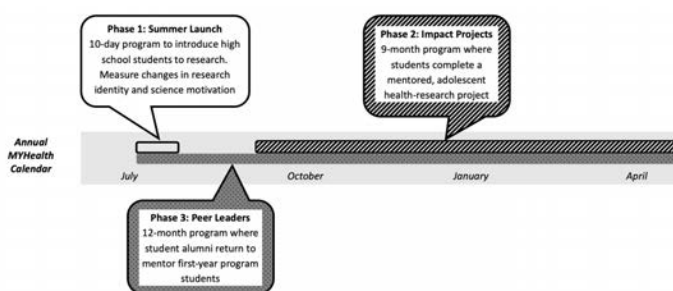 Phase 1: Summer Launch
10-day program to introduce high
school students to research.
Measure changes in research
identity and science motivation
Phase 2: Impact Projects
9-month program where
students complete a
mentored, adolescent
health-research project
Annual
MYHealth
Calendar
July
October
January
April
Phase 3: Peer Leaders
12-month program where
student alumni return to
mentor first-year program
students